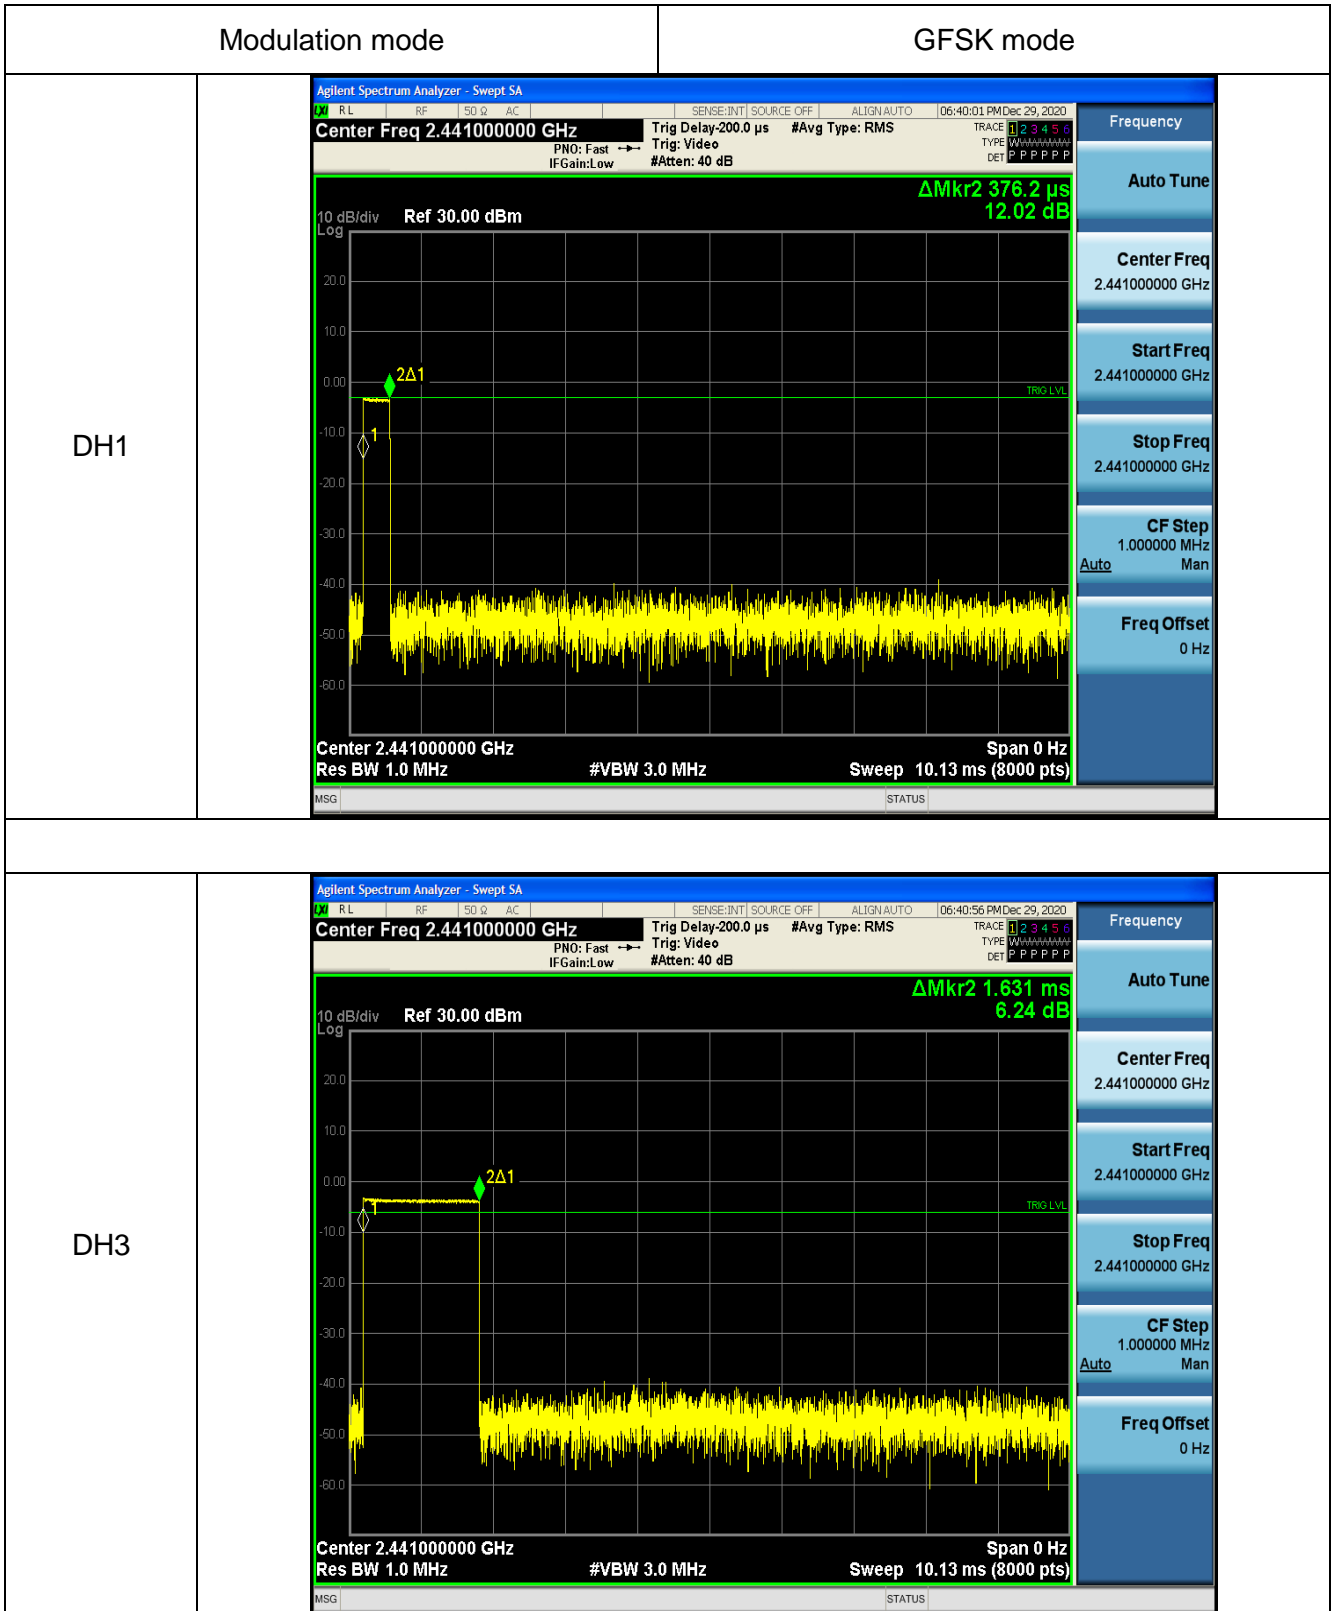 Modulation mode GFSK mode
DH1
Agilent Spectrum Analyzer - Swept SA
LXI RL RF 50 Ω AC SENSE:INT SOURCE OFF ALIGN AUTO 06:40:01 PM Dec 29, 2020
Center Freq 2.441000000 GHz
PNO: Fast
IFGain:Low
Trig Delay-200.0 µs #Avg Type: RMS
Trig: Video
#Atten: 40 dB
TRACE 1 2 3 4 5 6
TYPE WWWWWW
DET P P P P P P
ΔMkr2 376.2 µs
12.02 dB
10 dB/div Ref 30.00 dBm
Log
20.0
10.0
0.00
-10.0
-20.0
-30.0
-40.0
-50.0
-60.0
2Δ1
1
TRIG LVL
Center 2.441000000 GHz Span 0 Hz
Res BW 1.0 MHz #VBW 3.0 MHz Sweep 10.13 ms (8000 pts)
MSG STATUS
Frequency
Auto Tune
Center Freq
2.441000000 GHz
Start Freq
2.441000000 GHz
Stop Freq
2.441000000 GHz
CF Step
1.000000 MHz
Auto Man
Freq Offset
0 Hz
DH3
Agilent Spectrum Analyzer - Swept SA
LXI RL RF 50 Ω AC SENSE:INT SOURCE OFF ALIGN AUTO 06:40:56 PM Dec 29, 2020
Center Freq 2.441000000 GHz
PNO: Fast
IFGain:Low
Trig Delay-200.0 µs #Avg Type: RMS
Trig: Video
#Atten: 40 dB
TRACE 1 2 3 4 5 6
TYPE WWWWWW
DET P P P P P P
ΔMkr2 1.631 ms
6.24 dB
10 dB/div Ref 30.00 dBm
Log
20.0
10.0
0.00
-10.0
-20.0
-30.0
-40.0
-50.0
-60.0
2Δ1
1
TRIG LVL
Center 2.441000000 GHz Span 0 Hz
Res BW 1.0 MHz #VBW 3.0 MHz Sweep 10.13 ms (8000 pts)
MSG STATUS
Frequency
Auto Tune
Center Freq
2.441000000 GHz
Start Freq
2.441000000 GHz
Stop Freq
2.441000000 GHz
CF Step
1.000000 MHz
Auto Man
Freq Offset
0 Hz